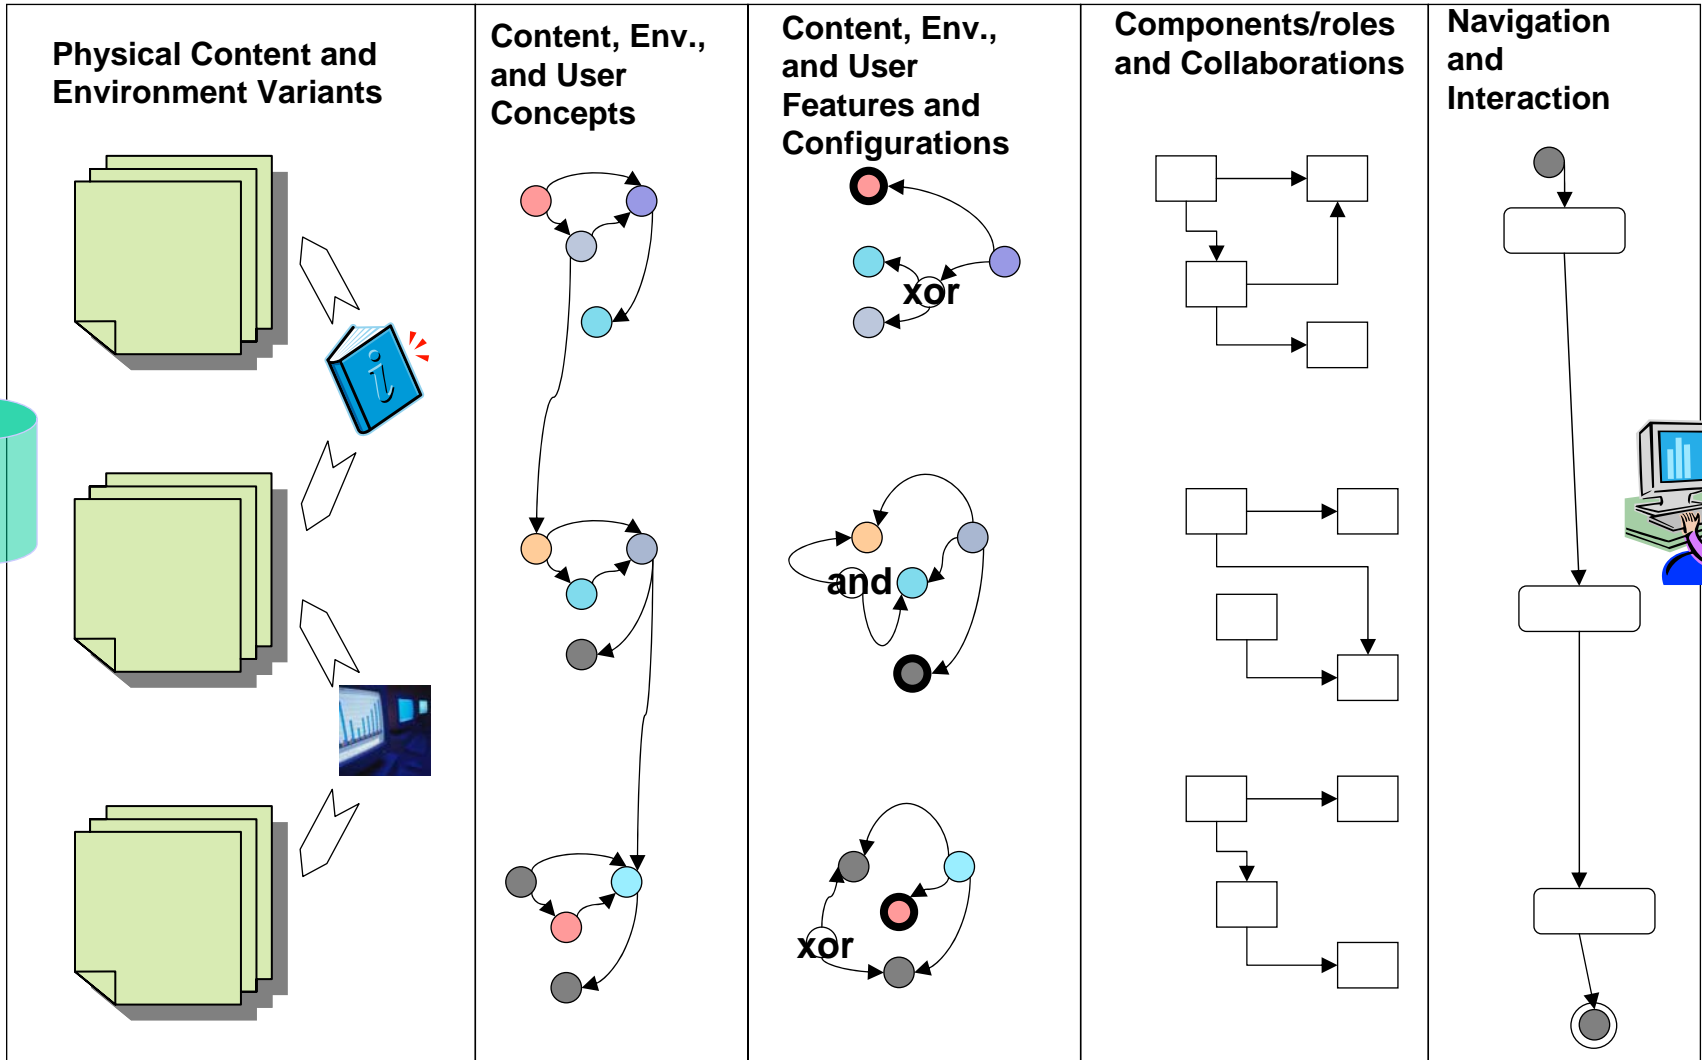 Physical Content and
Environment Variants
Content, Env.,
and User
Concepts
Content, Env.,
and User
Features and
Configurations
Components/roles
and Collaborations
Navigation
and
Interaction
i
xor
and
xor